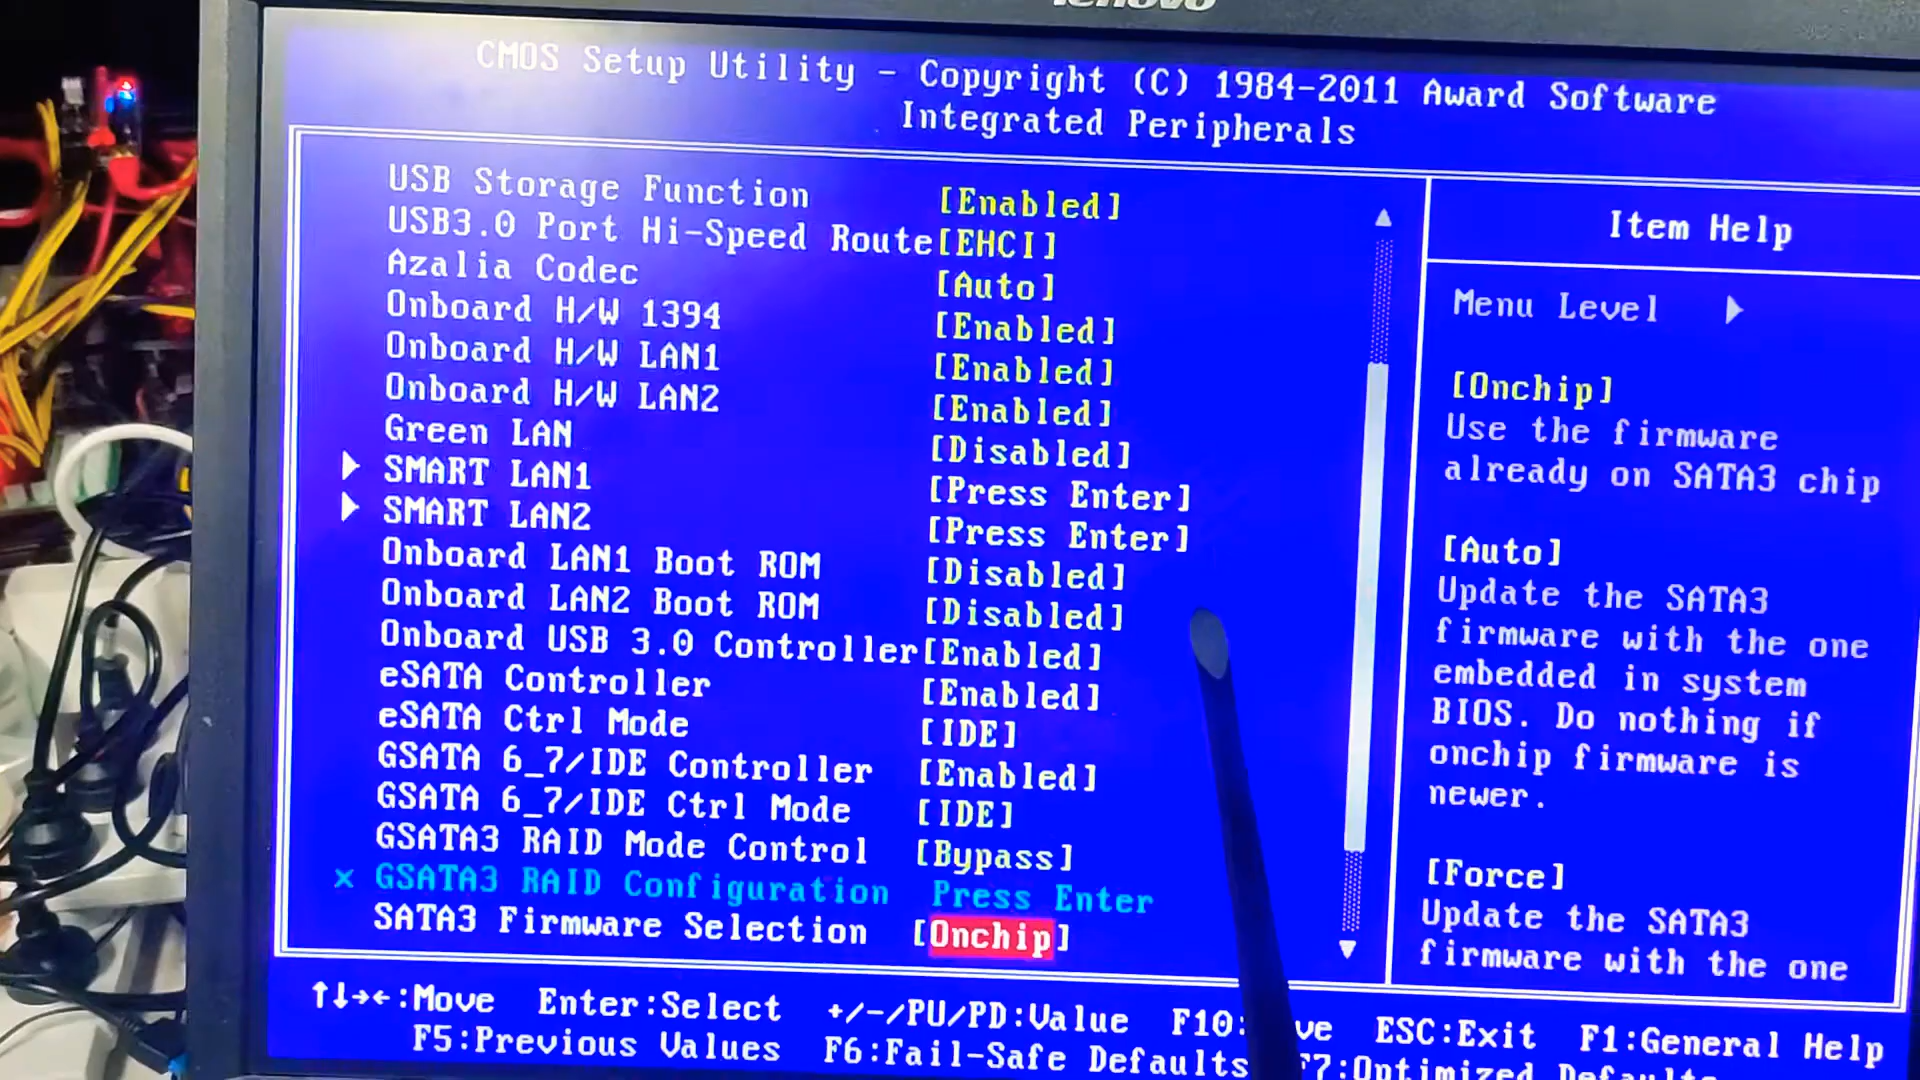 lenovo
CMOS Setup Utility - Copyright (C) 1984-2011 Award Software
Integrated Peripherals
USB Storage Function [Enabled]
USB3.0 Port Hi-Speed Route[EHCI]
Azalia Codec [Auto]
Onboard H/W 1394 [Enabled]
Onboard H/W LAN1 [Enabled]
Onboard H/W LAN2 [Enabled]
Green LAN [Disabled]
▶ SMART LAN1 [Press Enter]
▶ SMART LAN2 [Press Enter]
Onboard LAN1 Boot ROM [Disabled]
Onboard LAN2 Boot ROM [Disabled]
Onboard USB 3.0 Controller[Enabled]
eSATA Controller [Enabled]
eSATA Ctrl Mode [IDE]
GSATA 6_7/IDE Controller [Enabled]
GSATA 6_7/IDE Ctrl Mode [IDE]
GSATA3 RAID Mode Control [Bypass]
x GSATA3 RAID Configuration Press Enter
SATA3 Firmware Selection [Onchip]
Item Help
Menu Level ▶
[Onchip]
Use the firmware
already on SATA3 chip
[Auto]
Update the SATA3
firmware with the one
embedded in system
BIOS. Do nothing if
onchip firmware is
newer.
[Force]
Update the SATA3
firmware with the one
↑↓→←:Move Enter:Select +/-/PU/PD:Value F10: ve ESC:Exit F1:General Help
F5:Previous Values F6:Fail-Safe Defaults F7:Optimized Defaults